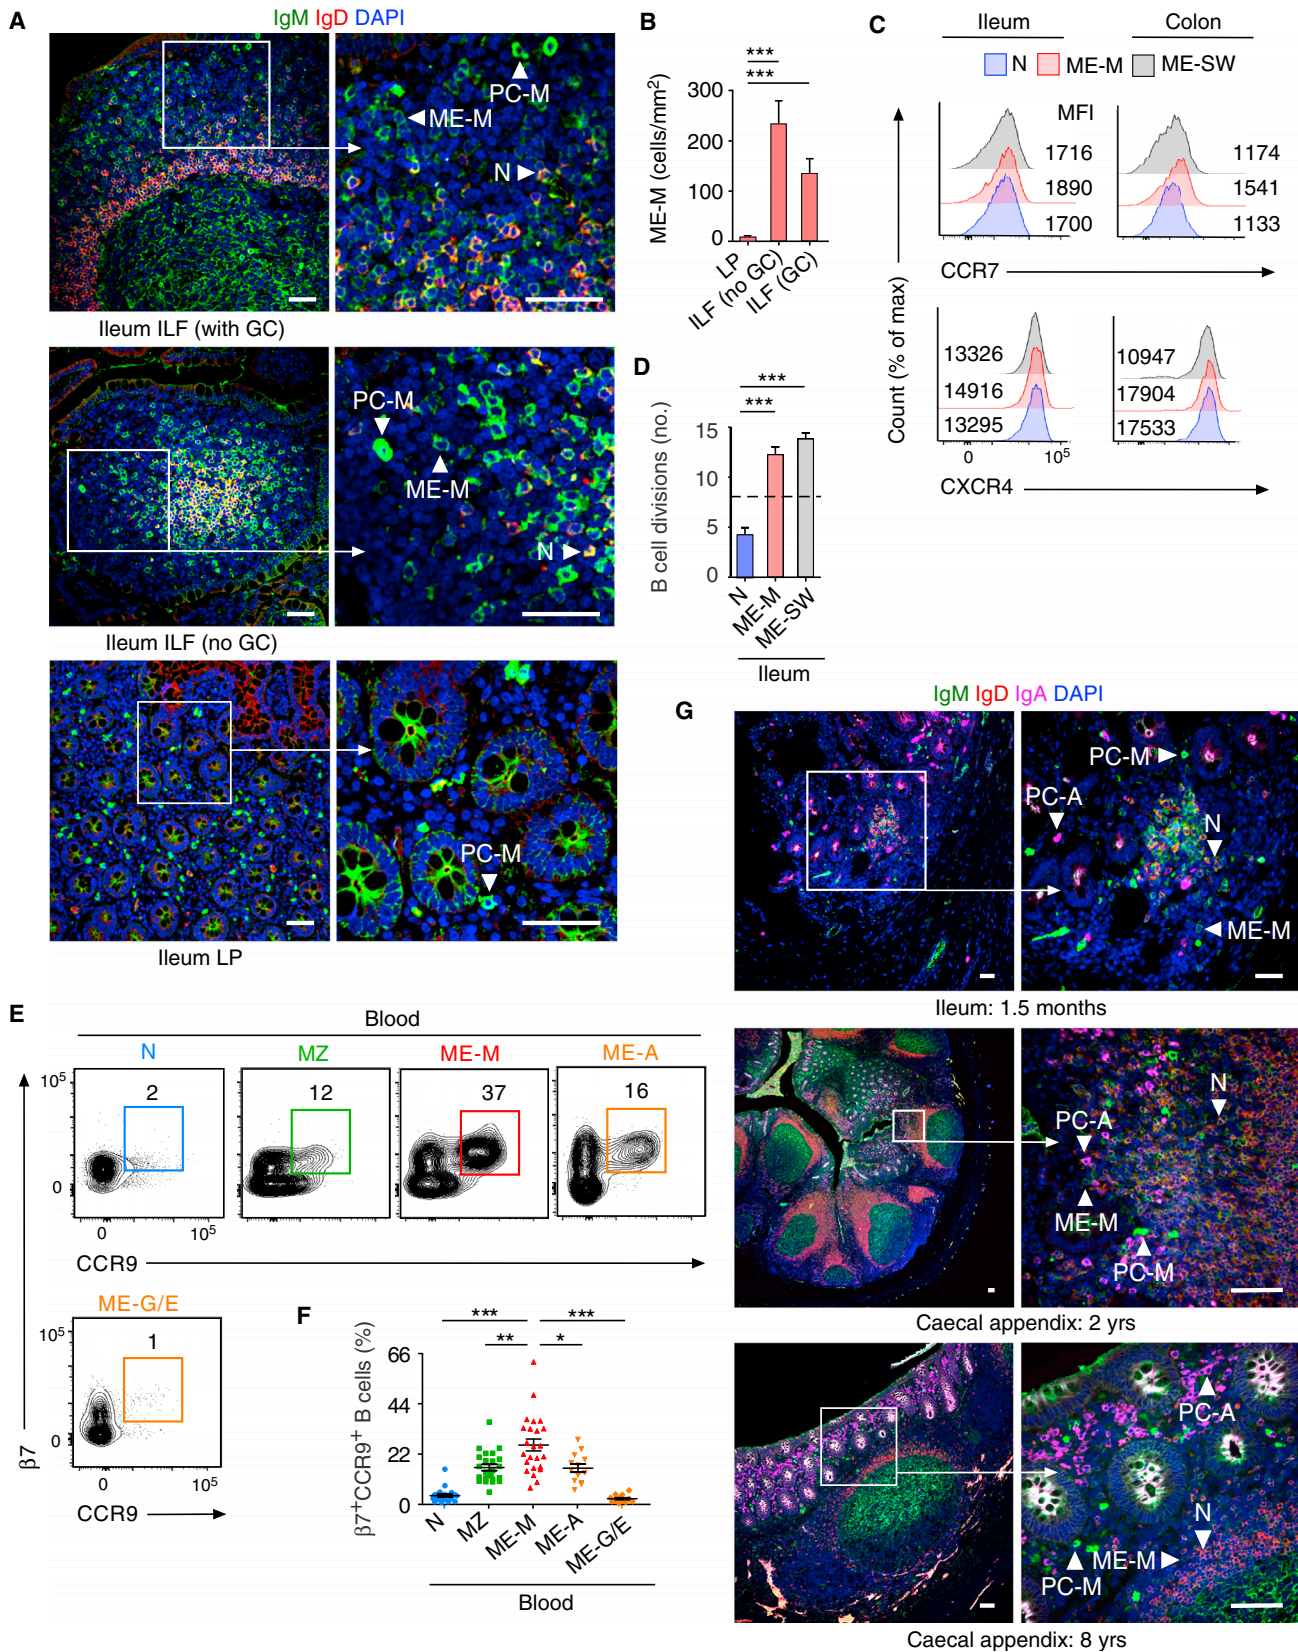 A
IgM IgD DAPI
PC-M
ME-M
N
Ileum ILF (with GC)
PC-M
ME-M
N
Ileum ILF (no GC)
PC-M
Ileum LP
B
***
***
ME-M (cells/mm²)
300
200
100
0
LP
ILF (no GC)
ILF (GC)
C
Ileum Colon
N ME-M ME-SW
MFI
1716 1174
1890 1541
1700 1133
CCR7
Count (% of max)
13326 10947
14916 17904
13295 17533
0 10⁵
CXCR4
D
***
***
B cell divisions (no.)
15
10
5
0
N
ME-M
ME-SW
Ileum
E
Blood
N MZ ME-M ME-A
10⁵
2 12 37 16
0
0 10⁵
CCR9
ME-G/E
10⁵
1
0
0 10⁵
β7
CCR9
F
*** ***
** *
β7⁺CCR9⁺ B cells (%)
66
44
22
0
N
MZ
ME-M
ME-A
ME-G/E
Blood
G
IgM IgD IgA DAPI
PC-M
PC-A
N
ME-M
Ileum: 1.5 months
N
PC-A
ME-M
PC-M
Caecal appendix: 2 yrs
PC-A
N
ME-M
PC-M
Caecal appendix: 8 yrs